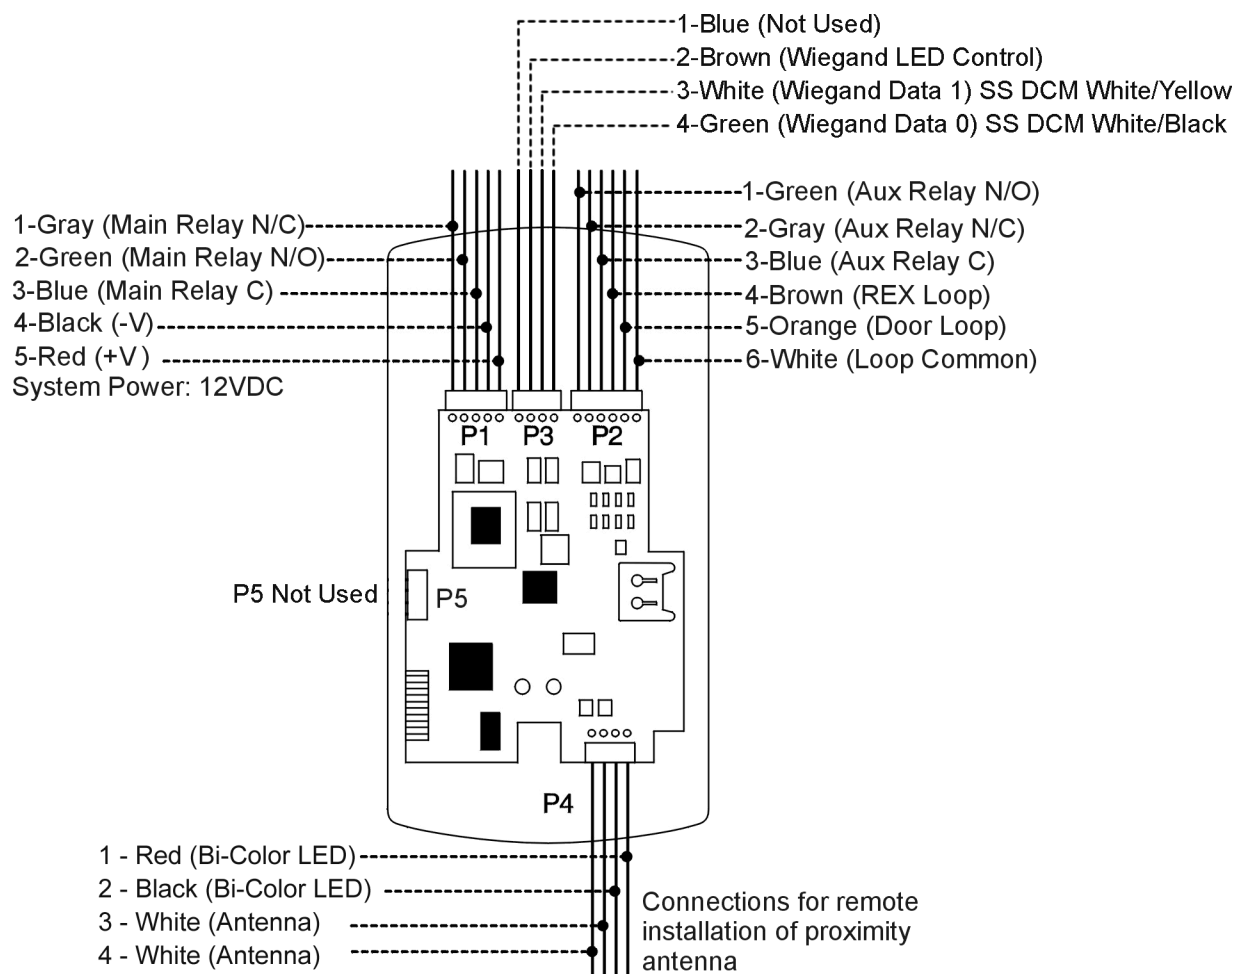 1-Blue (Not Used)
2-Brown (Wiegand LED Control)
3-White (Wiegand Data 1) SS DCM White/Yellow
4-Green (Wiegand Data 0) SS DCM White/Black
1-Gray (Main Relay N/C)
2-Green (Main Relay N/O)
3-Blue (Main Relay C)
4-Black (-V)
5-Red (+V)
System Power: 12VDC
1-Green (Aux Relay N/O)
2-Gray (Aux Relay N/C)
3-Blue (Aux Relay C)
4-Brown (REX Loop)
5-Orange (Door Loop)
6-White (Loop Common)
P1 P3 P2
P5 Not Used
P5
P4
1 - Red (Bi-Color LED)
2 - Black (Bi-Color LED)
3 - White (Antenna)
4 - White (Antenna)
Connections for remote
installation of proximity
antenna